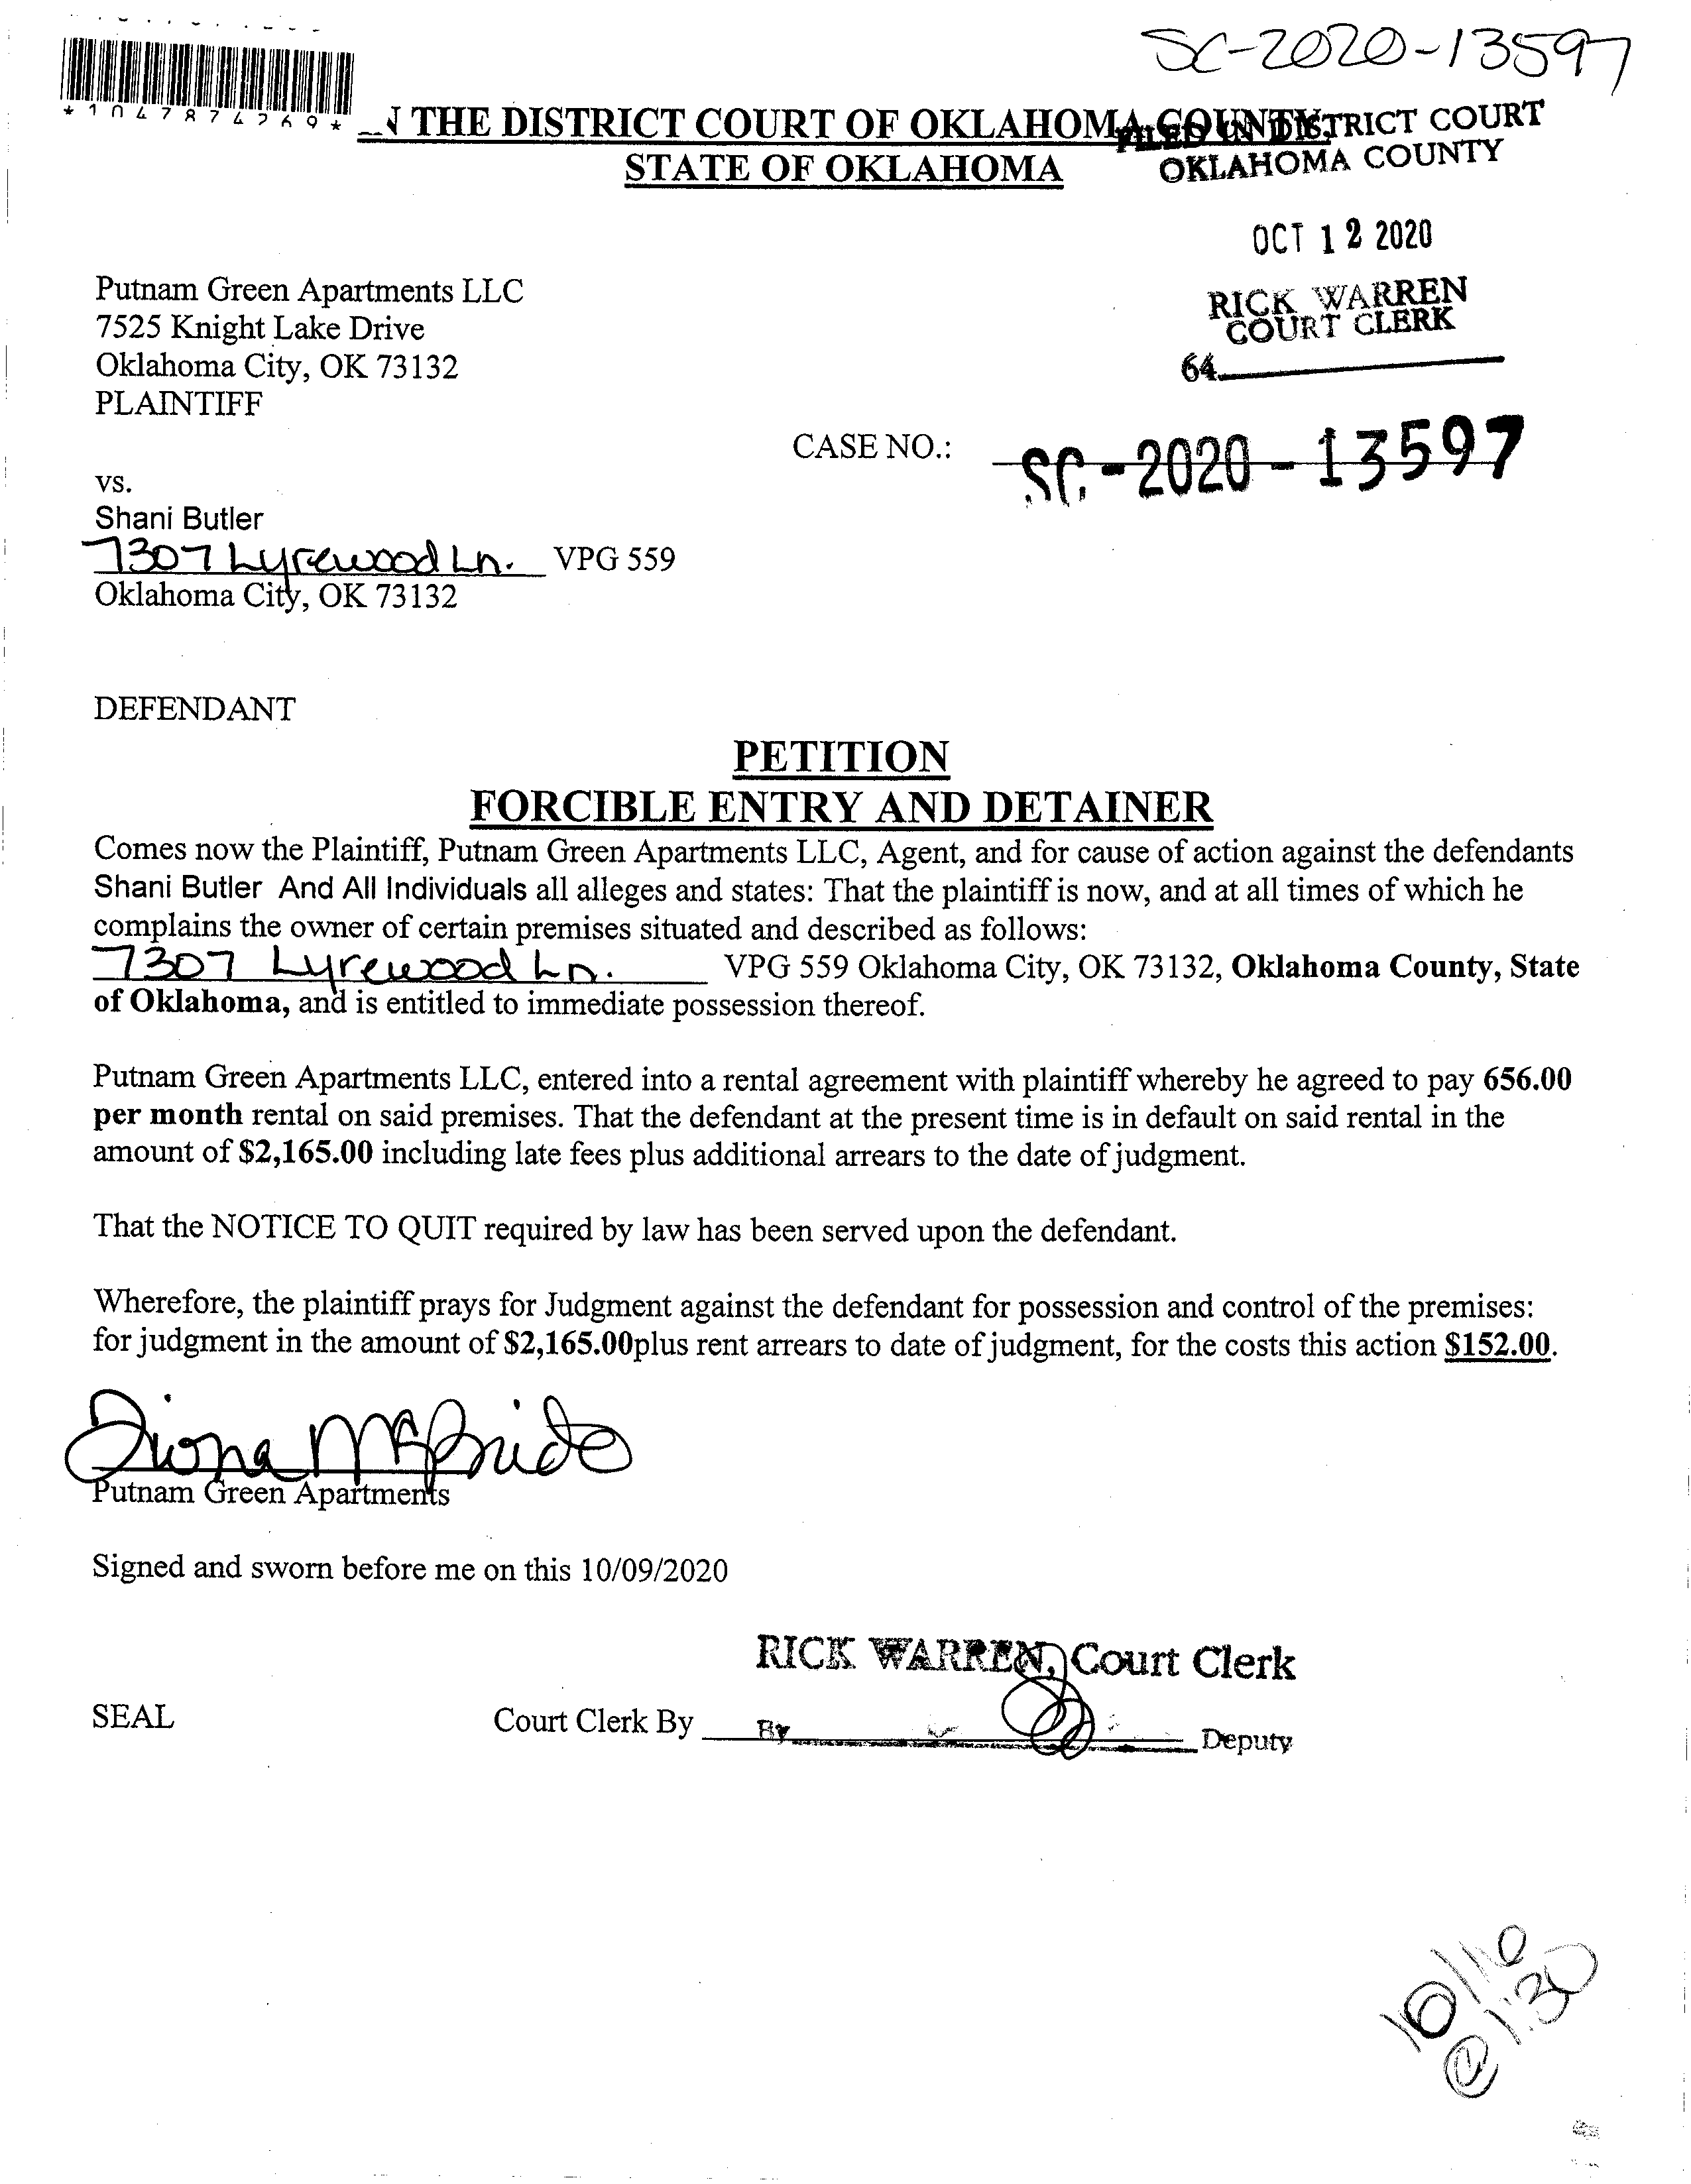 SC-2020-13597
*1047874269*
N THE DISTRICT COURT OF OKLAHOMA COUNTY,
STATE OF OKLAHOMA
FILED IN DISTRICT COURT
OKLAHOMA COUNTY
OCT 12 2020
RICK WARREN
COURT CLERK
64
Putnam Green Apartments LLC
7525 Knight Lake Drive
Oklahoma City, OK 73132
PLAINTIFF
CASE NO.: SC-2020-13597
vs.
Shani Butler
7307 Lyrewood Ln. VPG 559
Oklahoma City, OK 73132
DEFENDANT
PETITION
FORCIBLE ENTRY AND DETAINER
Comes now the Plaintiff, Putnam Green Apartments LLC, Agent, and for cause of action against the defendants
Shani Butler And All Individuals all alleges and states: That the plaintiff is now, and at all times of which he
complains the owner of certain premises situated and described as follows:
7307 Lyrewood Ln. VPG 559 Oklahoma City, OK 73132, Oklahoma County, State
of Oklahoma, and is entitled to immediate possession thereof.
Putnam Green Apartments LLC, entered into a rental agreement with plaintiff whereby he agreed to pay 656.00
per month rental on said premises. That the defendant at the present time is in default on said rental in the
amount of $2,165.00 including late fees plus additional arrears to the date of judgment.
That the NOTICE TO QUIT required by law has been served upon the defendant.
Wherefore, the plaintiff prays for Judgment against the defendant for possession and control of the premises:
for judgment in the amount of $2,165.00plus rent arrears to date of judgment, for the costs this action $152.00.
Diona McBride
Putnam Green Apartments
Signed and sworn before me on this 10/09/2020
RICK WARREN, Court Clerk
SEAL Court Clerk By By Deputy
@ 1:30